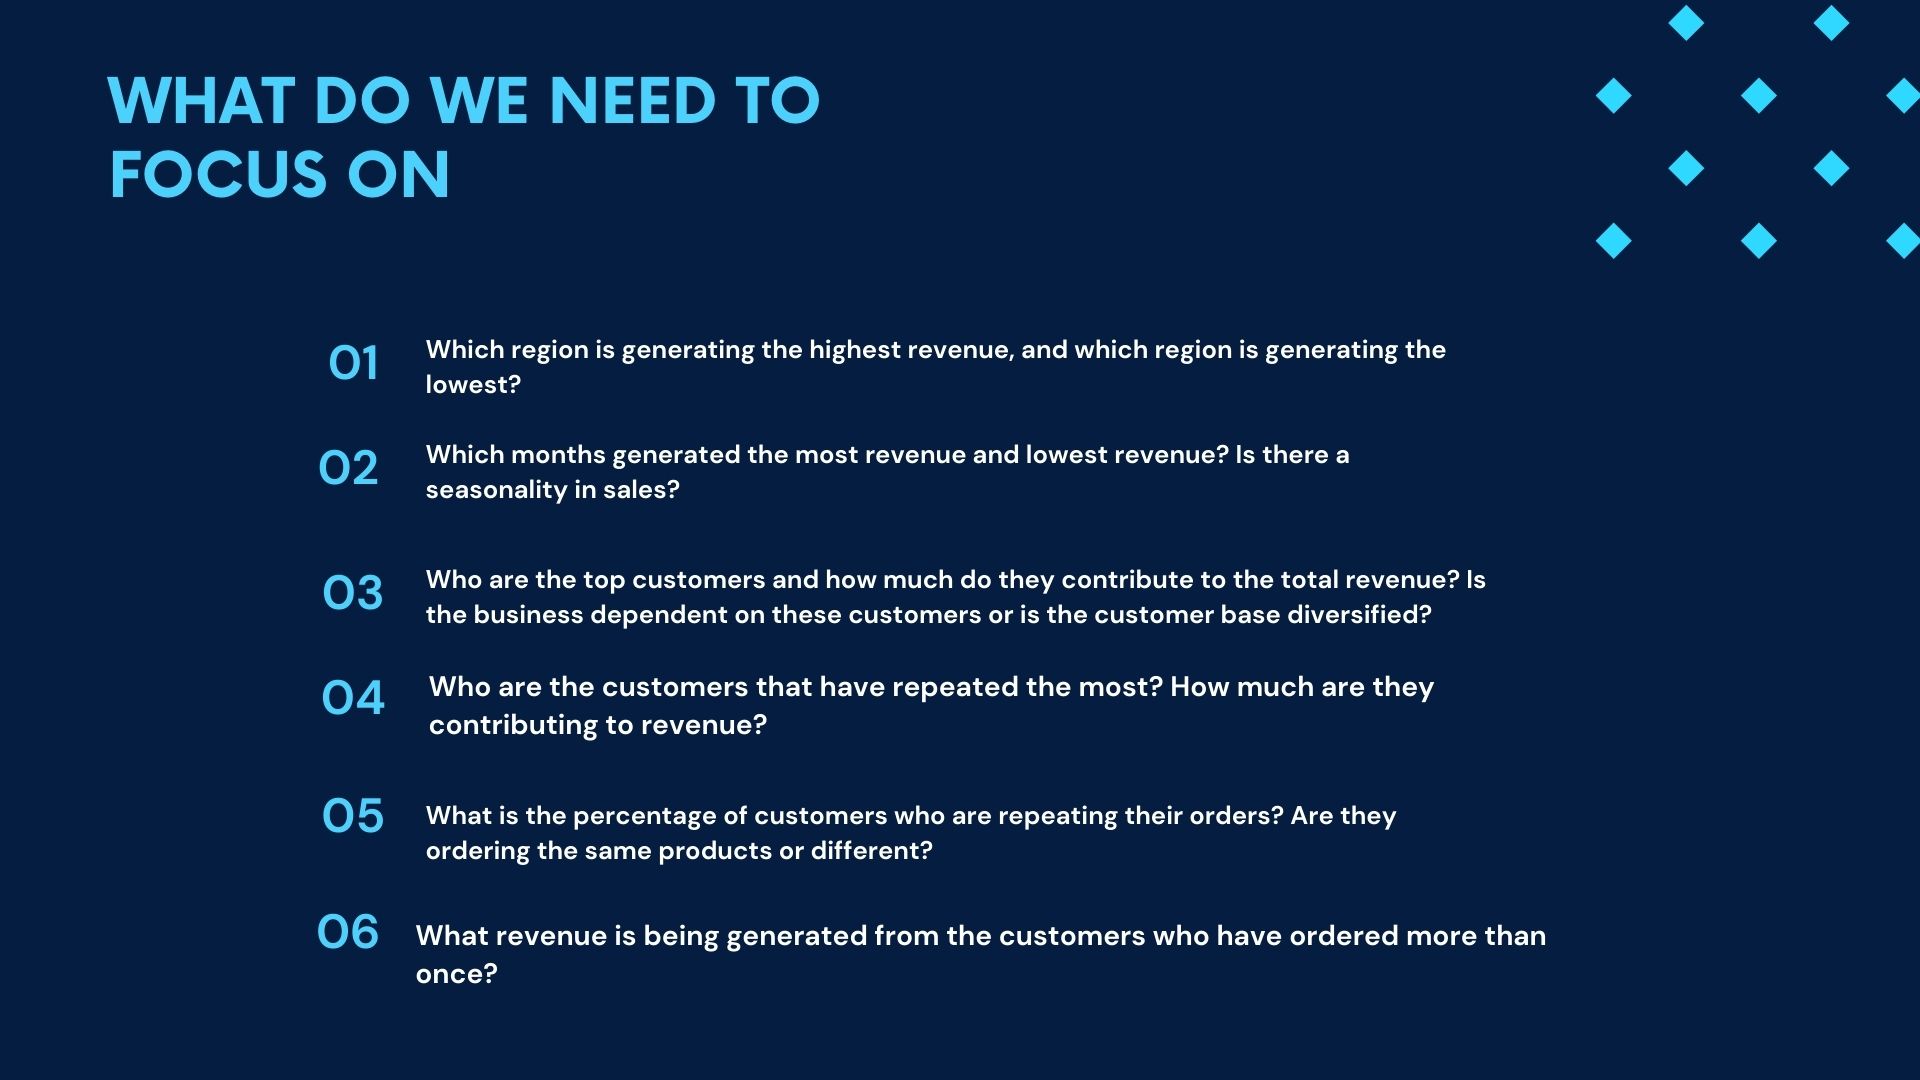 WHAT DO WE NEED TO
FOCUS ON
01
Which region is generating the highest revenue, and which region is generating the
lowest?
02
Which months generated the most revenue and lowest revenue? Is there a
seasonality in sales?
03
Who are the top customers and how much do they contribute to the total revenue? Is
the business dependent on these customers or is the customer base diversified?
04
Who are the customers that have repeated the most? How much are they
contributing to revenue?
05
What is the percentage of customers who are repeating their orders? Are they
ordering the same products or different?
06
What revenue is being generated from the customers who have ordered more than
once?